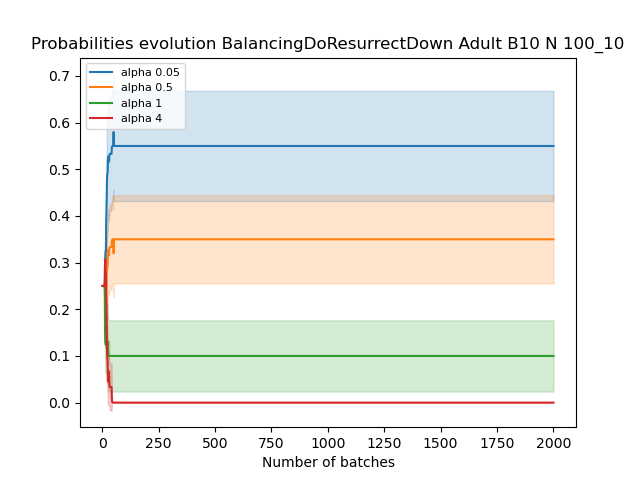 Probabilities evolution BalancingDoResurrectDown Adult B10 N 100_10
alpha 0.05
alpha 0.5
alpha 1
alpha 4
0.7
0.6
0.5
0.4
0.3
0.2
0.1
0.0
0 250 500 750 1000 1250 1500 1750 2000
Number of batches